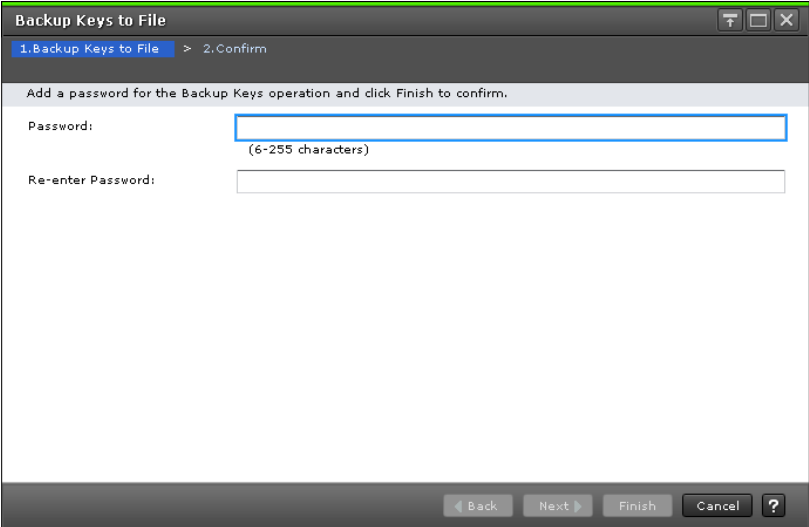 Backup Keys to File
1.Backup Keys to File > 2.Confirm
Add a password for the Backup Keys operation and click Finish to confirm.
Password:
(6-255 characters)
Re-enter Password:
Back Next Finish Cancel ?